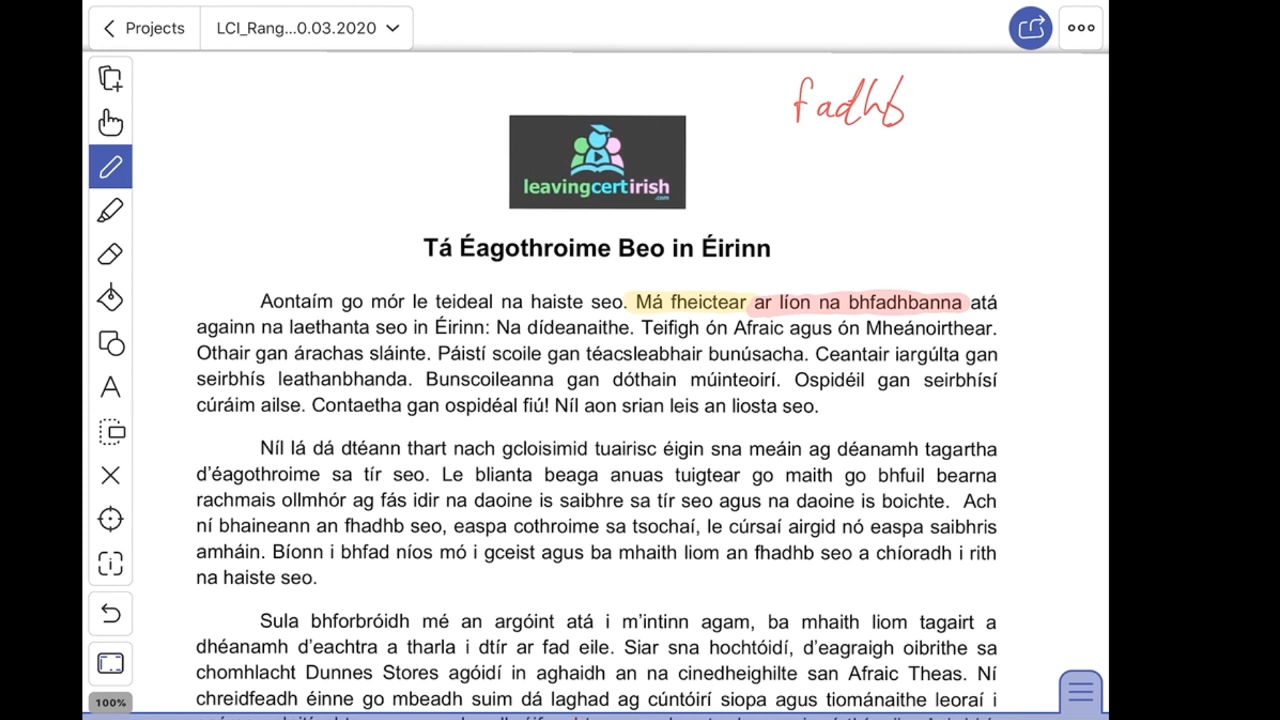 Projects
LCI_Rang...0.03.2020
fadhb
leavingcertirish
.com
Tá Éagothroime Beo in Éirinn
Aontaím go mór le teideal na haiste seo. Má fheictear ar líon na bhfadhbanna atá
againn na laethanta seo in Éirinn: Na dídeanaithe. Teifigh ón Afraic agus ón Mheánoirthear.
Othair gan árachas sláinte. Páistí scoile gan téacsleabhair bunúsacha. Ceantair iargúlta gan
seirbhís leathanbhanda. Bunscoileanna gan dóthain múinteoirí. Ospidéil gan seirbhísí
cúráim ailse. Contaetha gan ospidéal fiú! Níl aon srian leis an liosta seo.
Níl lá dá dtéann thart nach gcloisimid tuairisc éigin sna meáin ag déanamh tagartha
d'éagothroime sa tír seo. Le blianta beaga anuas tuigtear go maith go bhfuil bearna
rachmais ollmhór ag fás idir na daoine is saibhre sa tír seo agus na daoine is boichte. Ach
ní bhaineann an fhadhb seo, easpa cothroime sa tsochaí, le cúrsaí airgid nó easpa saibhris
amháin. Bíonn i bhfad níos mó i gceist agus ba mhaith liom an fhadhb seo a chíoradh i rith
na haiste seo.
Sula bhforbróidh mé an argóint atá i m'intinn agam, ba mhaith liom tagairt a
dhéanamh d'eachtra a tharla i dtír ar fad eile. Siar sna hochtóidí, d'eagraigh oibrithe sa
chomhlacht Dunnes Stores agóidí in aghaidh an na cinedheighilte san Afraic Theas. Ní
chreidfeadh éinne go mbeadh suim dá laghad ag cúntóirí siopa agus tiománaithe leoraí i
A
100%